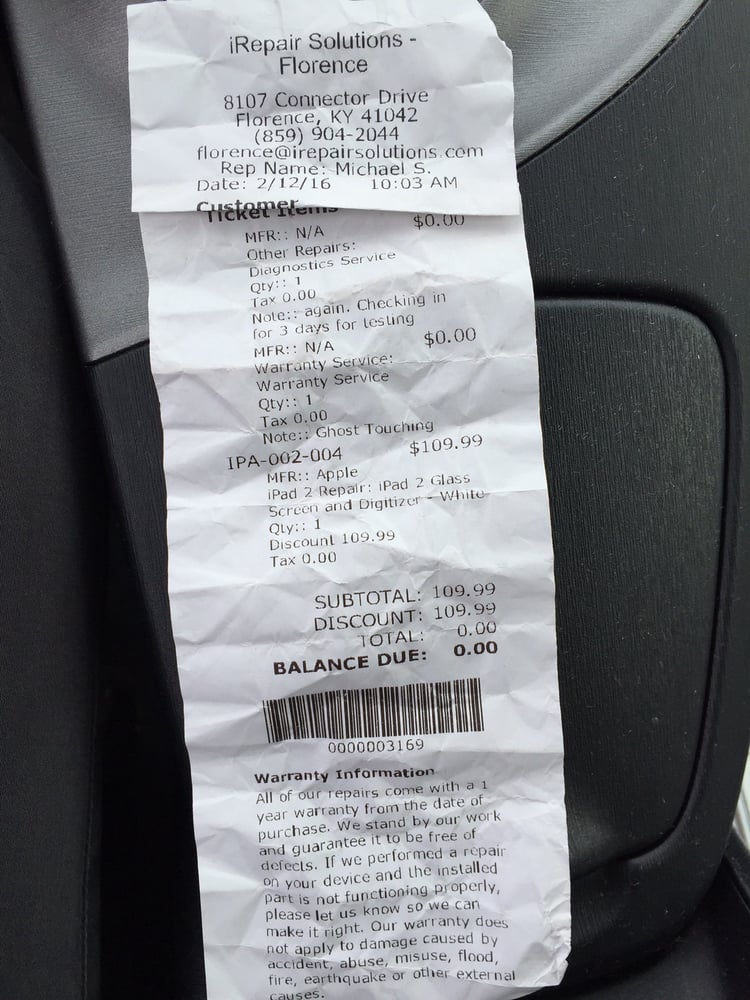 iRepair Solutions -
Florence
8107 Connector Drive
Florence, KY 41042
(859) 904-2044
florence@irepairsolutions.com
Rep Name: Michael S.
Date: 2/12/16 10:03 AM
Customer
Ticket Items
$0.00
MFR:: N/A
Other Repairs:
Diagnostics Service
Qty:: 1
Tax 0.00
Note:: again. Checking in
for 3 days for testing
MFR:: N/A $0.00
Warranty Service:
Warranty Service
Qty:: 1
Tax 0.00
Note:: Ghost Touching
IPA-002-004 $109.99
MFR:: Apple
iPad 2 Repair: iPad 2 Glass
Screen and Digitizer - White
Qty:: 1
Discount 109.99
Tax 0.00
SUBTOTAL: 109.99
DISCOUNT: 109.99
TOTAL: 0.00
BALANCE DUE: 0.00
0000003169
Warranty Information
All of our repairs come with a 1
year warranty from the date of
purchase. We stand by our work
and guarantee it to be free of
defects. If we performed a repair
on your device and the installed
part is not functioning properly,
please let us know so we can
make it right. Our warranty does
not apply to damage caused by
accident, abuse, misuse, flood,
fire, earthquake or other external
causes.